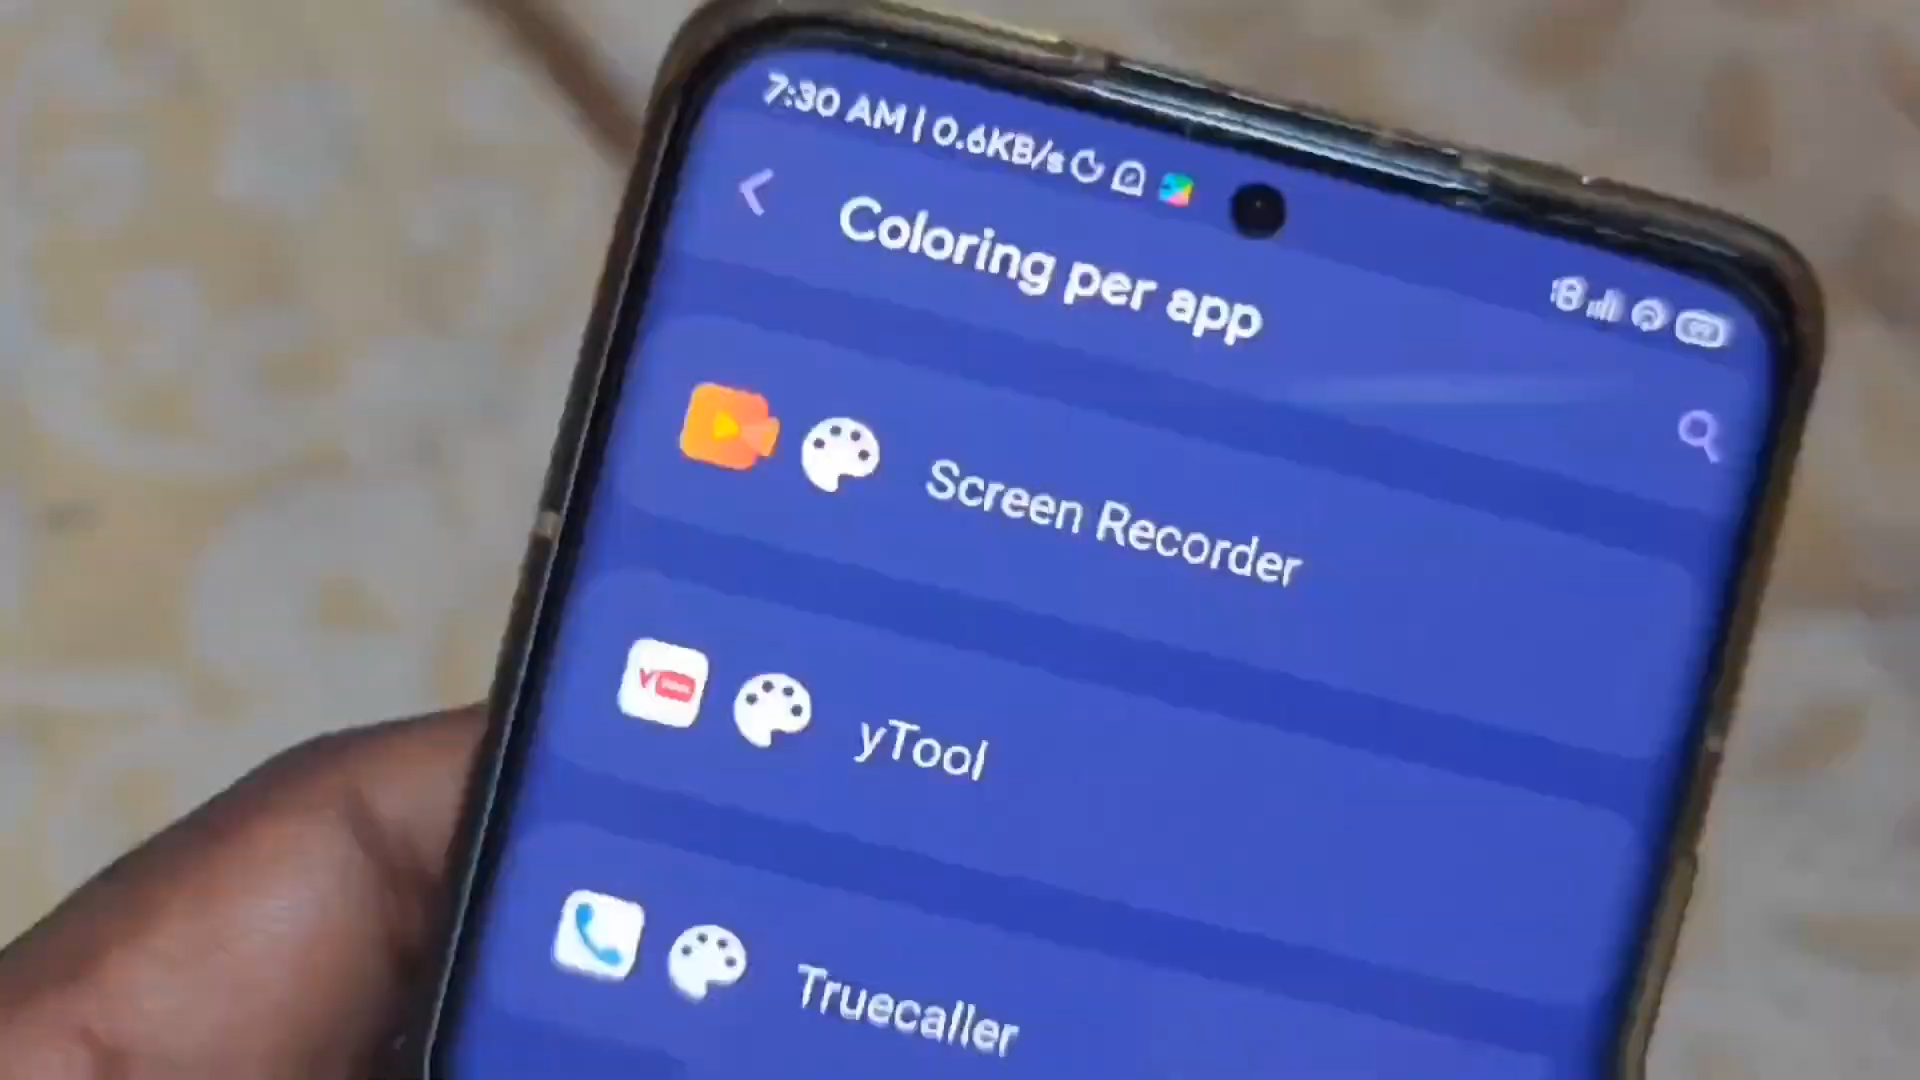 7:30 AM | 0.6KB/s
Coloring per app
Screen Recorder
yTool
Truecaller